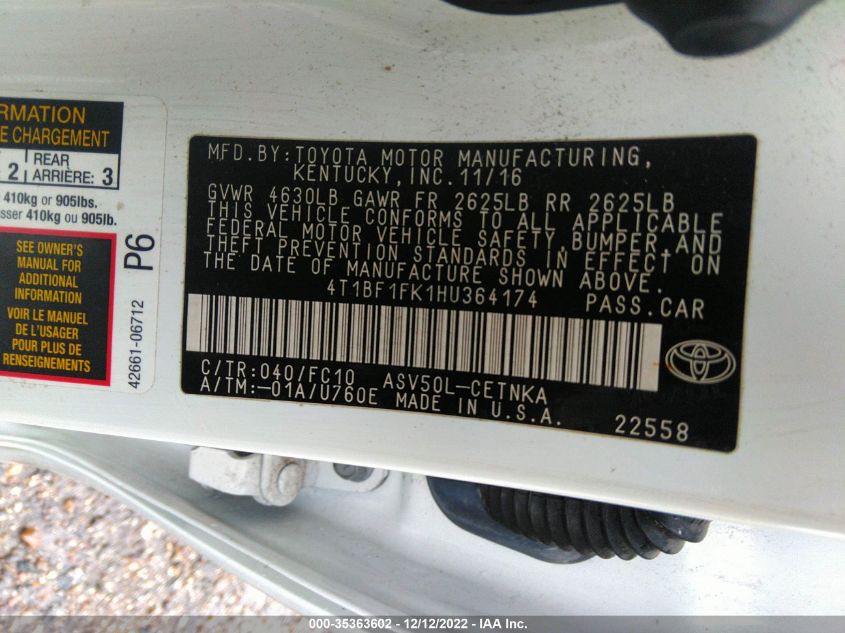 RMATION
E CHARGEMENT
2 REAR ARRIÈRE: 3
410kg or 905lbs.
sser 410kg ou 905lb.
SEE OWNER'S
MANUAL FOR
ADDITIONAL
INFORMATION
VOIR LE MANUEL
DE L'USAGER
POUR PLUS DE
RENSEIGNEMENTS
P6
42661-06712
MFD.BY:TOYOTA MOTOR MANUFACTURING,
KENTUCKY,INC.11/16
GVWR 4630LB GAWR FR 2625LB RR 2625LB
THIS VEHICLE CONFORMS TO ALL APPLICABLE
FEDERAL MOTOR VEHICLE SAFETY,BUMPER,AND
THEFT PREVENTION STANDARDS IN EFFECT ON
THE DATE OF MANUFACTURE SHOWN ABOVE.
4T1BF1FK1HU364174 PASS.CAR
C/TR:040/FC10 ASV50L-CETNKA
A/TM:-01A/U760E MADE IN U.S.A.
22558
000-35363602 - 12/12/2022 - IAA Inc.